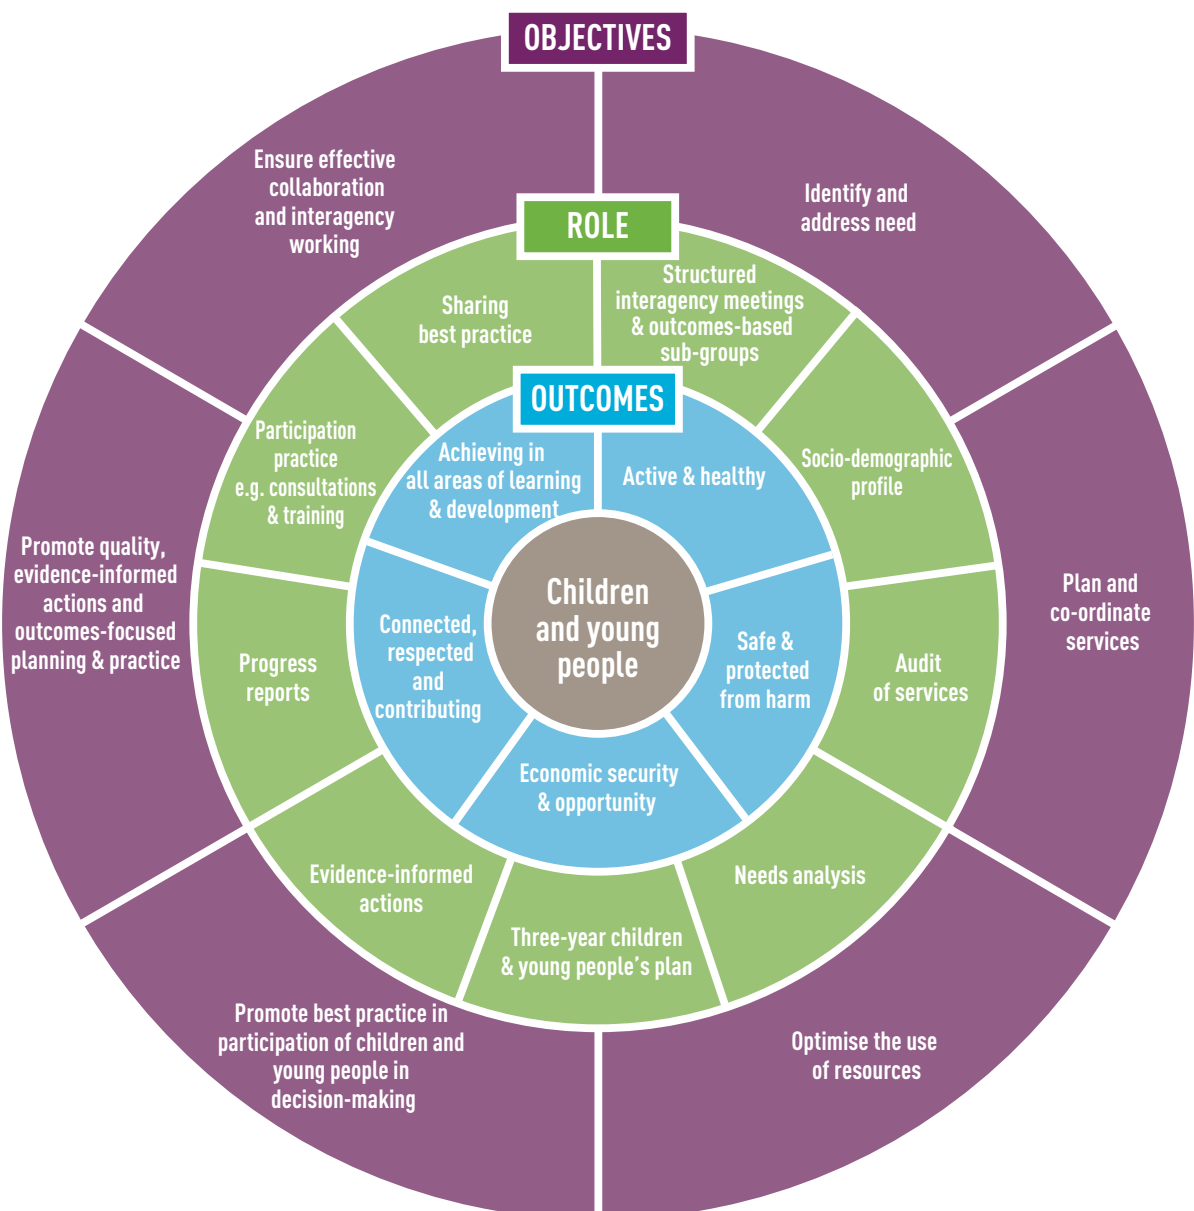 OBJECTIVES
Identify and
address need
Plan and
co-ordinate
services
Optimise the use
of resources
Promote best practice in
participation of children and
young people in
decision-making
Promote quality,
evidence-informed
actions and
outcomes-focused
planning & practice
Ensure effective
collaboration
and interagency
working
ROLE
Structured
interagency meetings
& outcomes-based
sub-groups
Socio-demographic
profile
Audit
of services
Needs analysis
Three-year children
& young people’s plan
Evidence-informed
actions
Progress
reports
Participation
practice
e.g. consultations
& training
Sharing
best practice
OUTCOMES
Active & healthy
Safe &
protected
from harm
Economic security
& opportunity
Connected,
respected
and
contributing
Achieving in
all areas of learning
& development
Children
and young
people